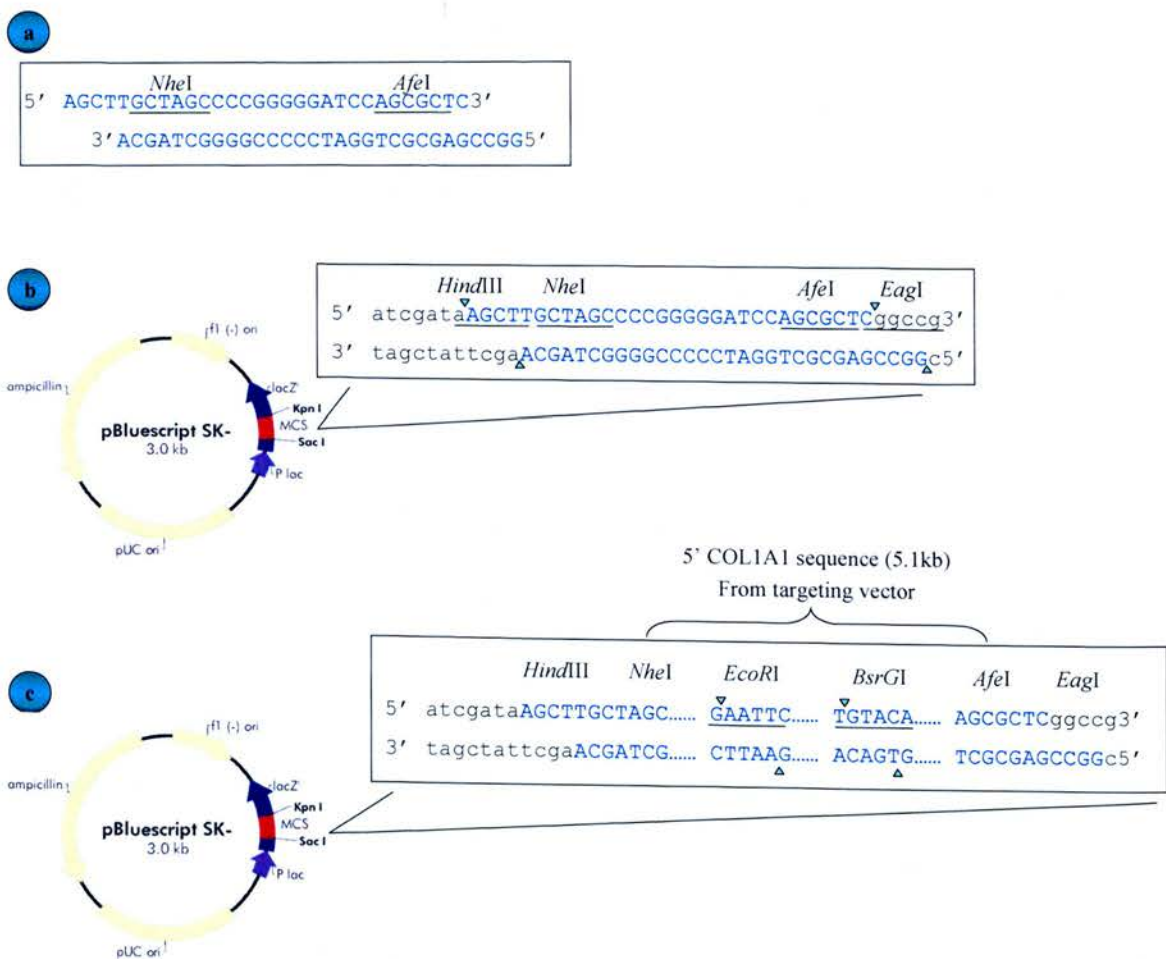 a
NheI AfeI
5' AGCTTGCTAGCCCCGGGGGATCCAGCGCTC3'
3'ACGATCGGGGCCCCCTAGGTCGCGAGCCGG5'
b
HindIII NheI AfeI EagI
5' atcgataAGCTTGCTAGCCCCGGGGGATCCAGCGCTCggccg3'
3' tagctattcgaACGATCGGGGCCCCCTAGGTCGCGAGCCGGc5'
f1 (-) ori
ampicillin
lacZ'
Kpn I
MCS
Sac I
pBluescript SK-
3.0 kb
P lac
pUC ori
5' COL1A1 sequence (5.1kb)
From targeting vector
c
HindIII NheI EcoRI BsrGI AfeI EagI
5' atcgataAGCTTGCTAGC...... GAATTC...... TGTACA...... AGCGCTCggccg3'
3' tagctattcgaACGATCG...... CTTAAG...... ACAGTG...... TCGCGAGCCGGc5'
f1 (-) ori
ampicillin
lacZ'
Kpn I
MCS
Sac I
pBluescript SK-
3.0 kb
P lac
pUC ori